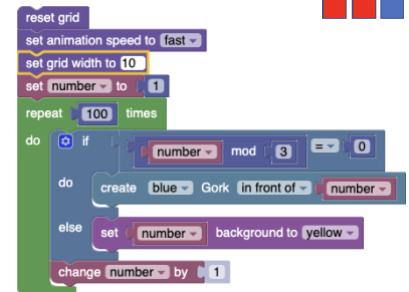 reset grid
set animation speed to fast
set grid width to 10
set number to 1
repeat 100 times
do if number mod 3 = 0
do create blue Gork in front of number
else set number background to yellow
change number by 1